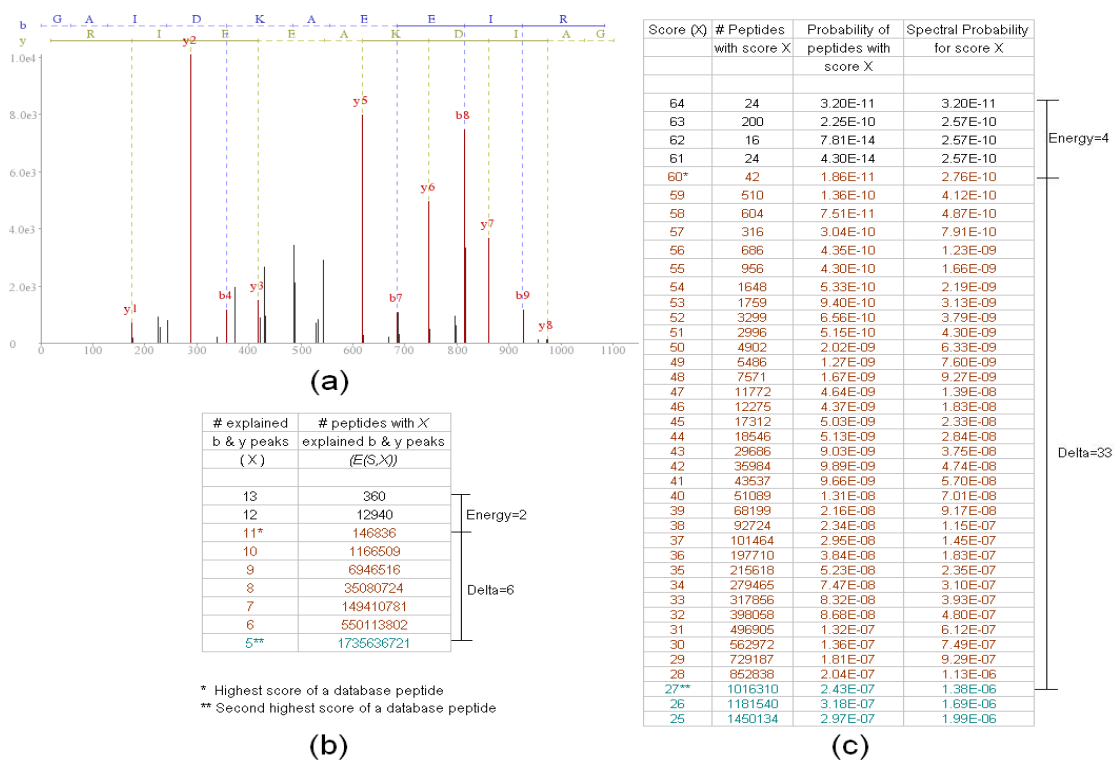 b G A I D K A E E I R
y R I E E A K D I A G
1.0e4
8.0e3
6.0e3
4.0e3
2.0e3
0
y1
y2
b4
y3
y5
b7
y6
b8
y7
b9
y8
0 100 200 300 400 500 600 700 800 900 1000 1100
(a)
# explained # peptides with X
b & y peaks explained b & y peaks
( X ) (E(S,X))
13 360
12 12940
11* 146836
10 1166509
9 6946516
8 35080724
7 149410781
6 550113802
5** 1735636721
Energy=2
Delta=6
* Highest score of a database peptide
** Second highest score of a database peptide
(b)
Score (X) # Peptides Probability of Spectral Probability
with score X peptides with for score X
score X
64 24 3.20E-11 3.20E-11
63 200 2.25E-10 2.57E-10
62 16 7.81E-14 2.57E-10
61 24 4.30E-14 2.57E-10
60* 42 1.86E-11 2.76E-10
59 510 1.36E-10 4.12E-10
58 604 7.51E-11 4.87E-10
57 316 3.04E-10 7.91E-10
56 686 4.35E-10 1.23E-09
55 956 4.30E-10 1.66E-09
54 1648 5.33E-10 2.19E-09
53 1759 9.40E-10 3.13E-09
52 3299 6.56E-10 3.79E-09
51 2996 5.15E-10 4.30E-09
50 4902 2.02E-09 6.33E-09
49 5486 1.27E-09 7.60E-09
48 7571 1.67E-09 9.27E-09
47 11772 4.64E-09 1.39E-08
46 12275 4.37E-09 1.83E-08
45 17312 5.03E-09 2.33E-08
44 18546 5.13E-09 2.84E-08
43 29686 9.03E-09 3.75E-08
42 35984 9.89E-09 4.74E-08
41 43537 9.66E-09 5.70E-08
40 51089 1.31E-08 7.01E-08
39 68199 2.16E-08 9.17E-08
38 92724 2.34E-08 1.15E-07
37 101464 2.95E-08 1.45E-07
36 197710 3.84E-08 1.83E-07
35 215618 5.23E-08 2.35E-07
34 279465 7.47E-08 3.10E-07
33 317856 8.32E-08 3.93E-07
32 398058 8.68E-08 4.80E-07
31 496905 1.32E-07 6.12E-07
30 562972 1.36E-07 7.49E-07
29 729187 1.81E-07 9.29E-07
28 852838 2.04E-07 1.13E-06
27** 1016310 2.43E-07 1.38E-06
26 1181540 3.18E-07 1.69E-06
25 1450134 2.97E-07 1.99E-06
Energy=4
Delta=33
(c)